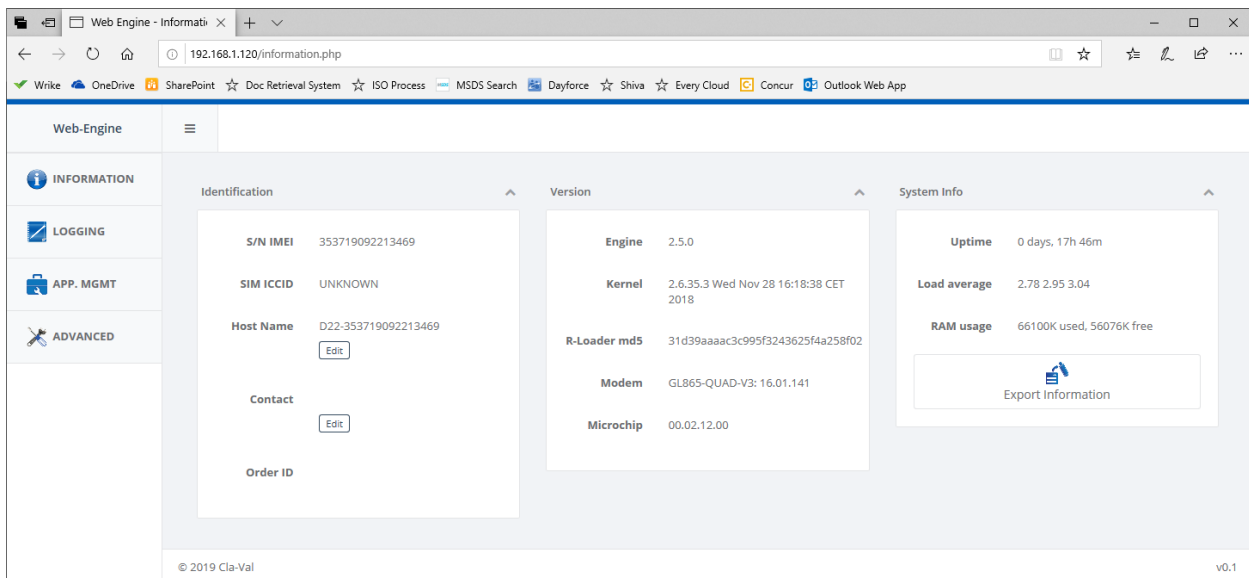 Web Engine - Informati
192.168.1.120/information.php
Wrike OneDrive SharePoint Doc Retrieval System ISO Process MSDS Search Dayforce Shiva Every Cloud Concur Outlook Web App
Web-Engine
INFORMATION
LOGGING
APP. MGMT
ADVANCED
Identification
S/N IMEI 353719092213469
SIM ICCID UNKNOWN
Host Name D22-353719092213469
Edit
Contact
Edit
Order ID
Version
Engine 2.5.0
Kernel 2.6.35.3 Wed Nov 28 16:18:38 CET
2018
R-Loader md5 31d39aaaac3c995f3243625f4a258f02
Modem GL865-QUAD-V3: 16.01.141
Microchip 00.02.12.00
System Info
Uptime 0 days, 17h 46m
Load average 2.78 2.95 3.04
RAM usage 66100K used, 56076K free
Export Information
© 2019 Cla-Val
v0.1